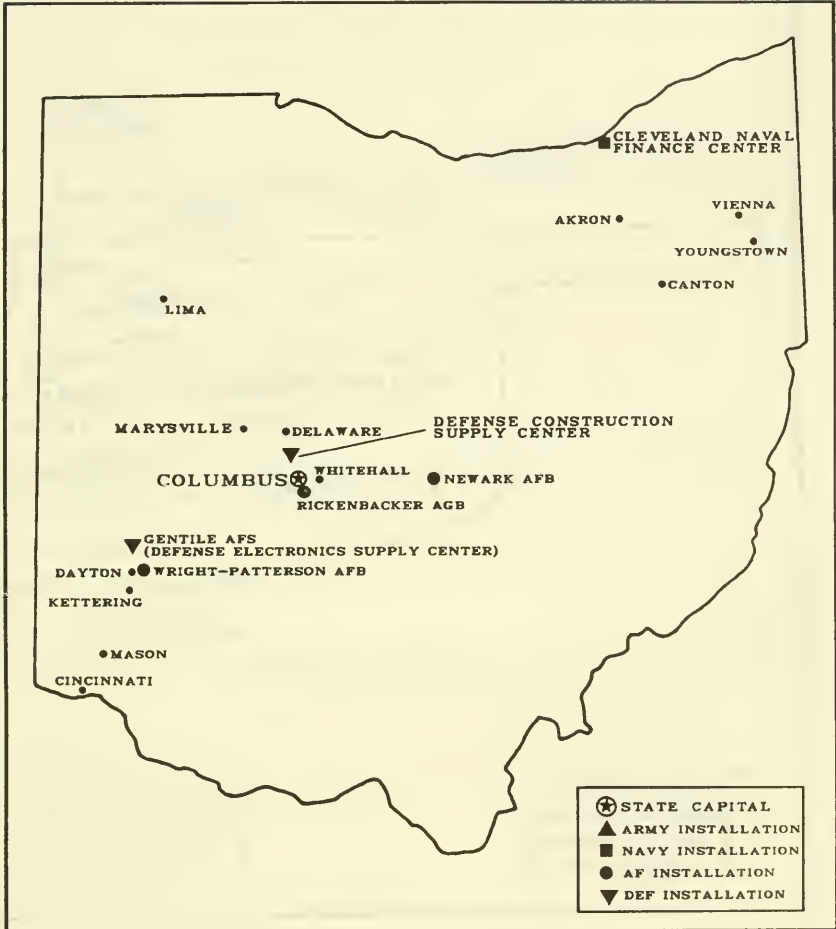 CLEVELAND NAVAL
FINANCE CENTER
VIENNA
AKRON
YOUNGSTOWN
CANTON
LIMA
MARYSVILLE
DELAWARE
DEFENSE CONSTRUCTION
SUPPLY CENTER
COLUMBUS
WHITEHALL
NEWARK AFB
RICKENBACKER AGB
GENTILE AFS
(DEFENSE ELECTRONICS SUPPLY CENTER)
DAYTON
WRIGHT-PATTERSON AFB
KETTERING
MASON
CINCINNATI
STATE CAPITAL
ARMY INSTALLATION
NAVY INSTALLATION
AF INSTALLATION
DEF INSTALLATION